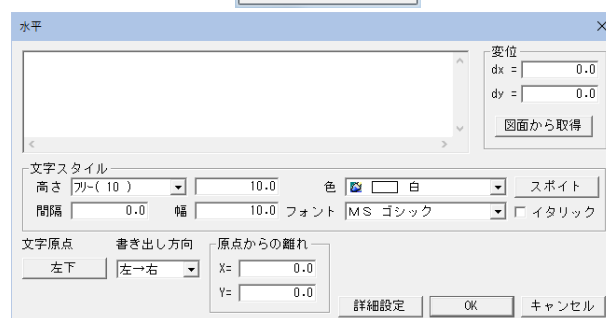 水平
変位
dx = 0.0
dy = 0.0
図面から取得
文字スタイル
高さ ﾌﾘｰ( 10 ) 10.0 色 白 スポイト
間隔 0.0 幅 10.0 フォント ＭＳ ゴシック イタリック
文字原点 書き出し方向 原点からの離れ
左下 左→右 X= 0.0
Y= 0.0
詳細設定 OK キャンセル